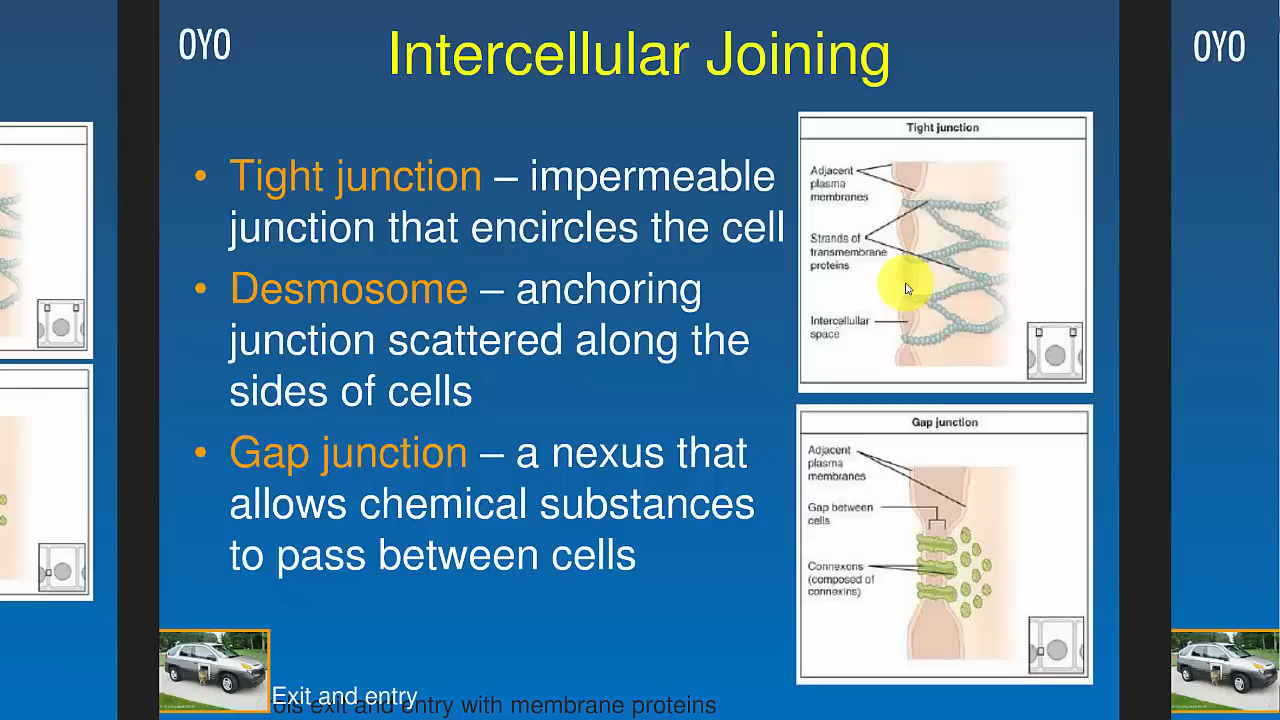 OYO
Intercellular Joining
OYO
• Tight junction – impermeable
junction that encircles the cell
• Desmosome – anchoring
junction scattered along the
sides of cells
• Gap junction – a nexus that
allows chemical substances
to pass between cells
Tight junction
Adjacent
plasma
membranes
Strands of
transmembrane
proteins
Intercellular
space
Gap junction
Adjacent
plasma
membranes
Gap between
cells
Connexons
(composed of
connexins)
Exit and entry
exit and entry with membrane proteins